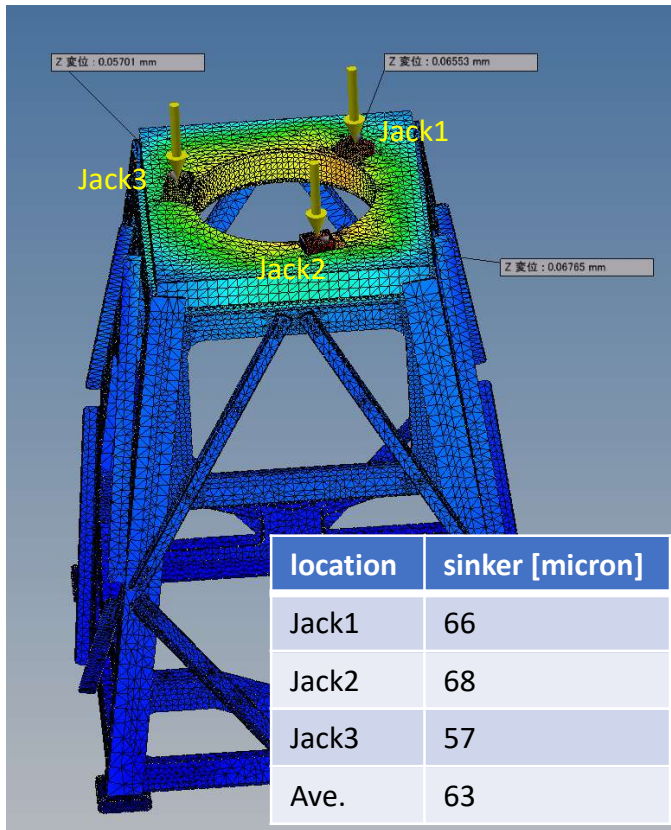 Z 変位 : 0.05701 mm
Z 変位 : 0.06553 mm
Jack1
Jack3
Jack2
Z 変位 : 0.06765 mm
location sinker [micron]
Jack1 66
Jack2 68
Jack3 57
Ave. 63